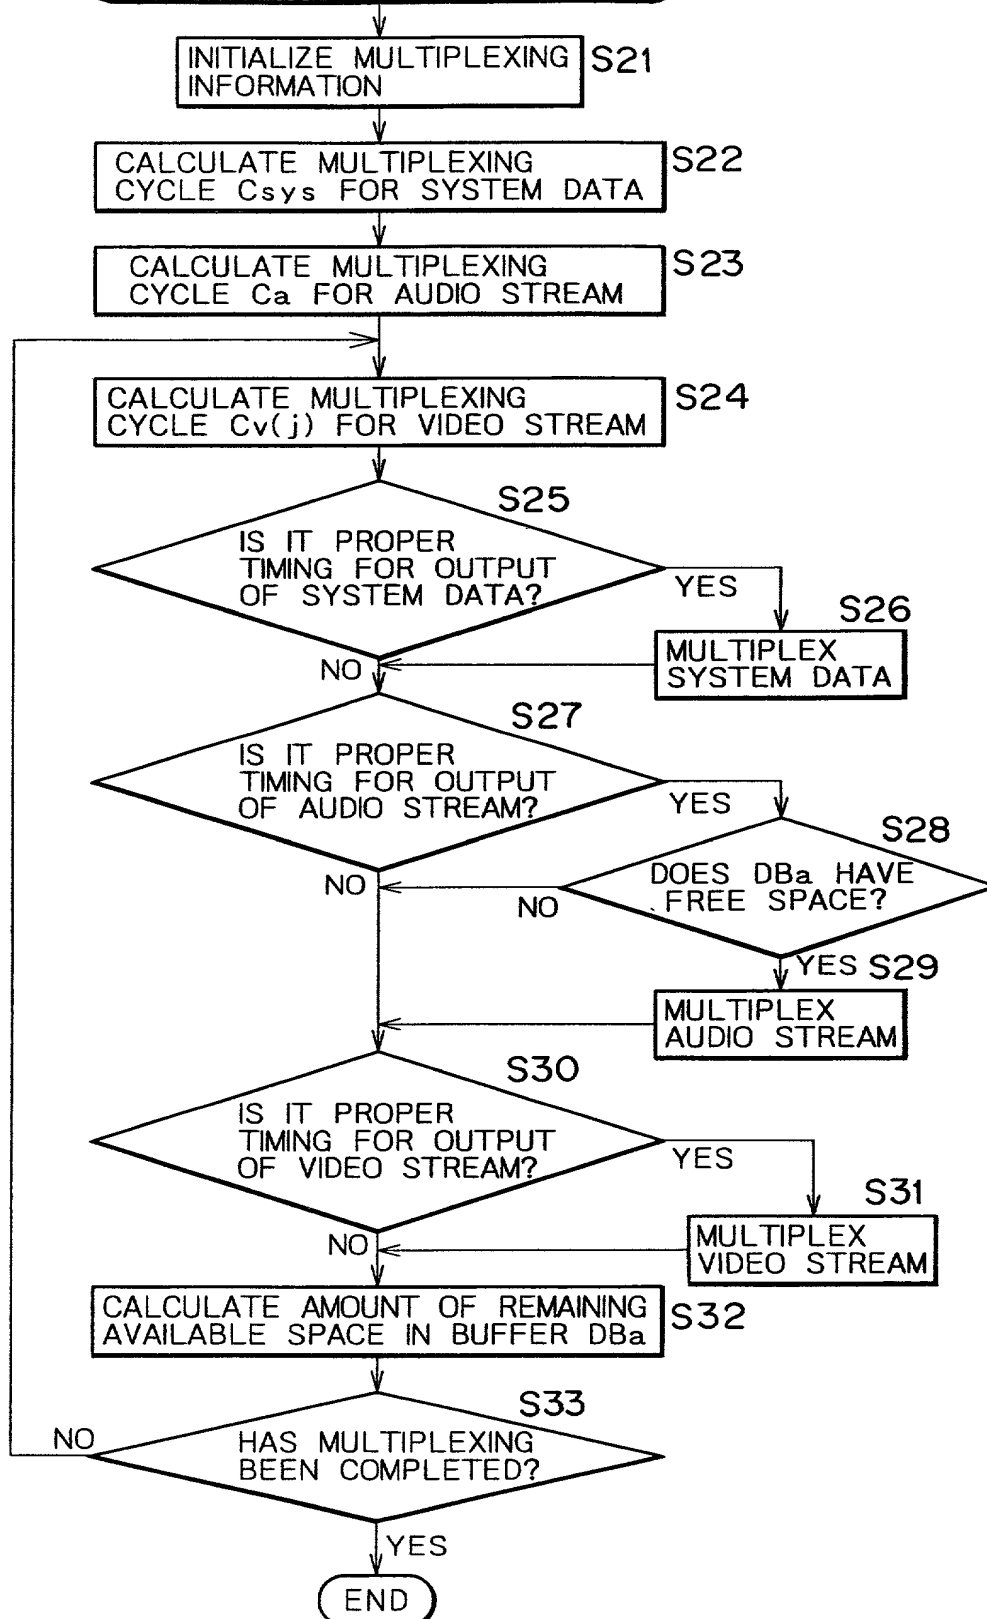 INITIALIZE MULTIPLEXING
INFORMATION
S21
CALCULATE MULTIPLEXING
CYCLE Csys FOR SYSTEM DATA
S22
CALCULATE MULTIPLEXING
CYCLE Ca FOR AUDIO STREAM
S23
CALCULATE MULTIPLEXING
CYCLE Cv(j) FOR VIDEO STREAM
S24
S25
IS IT PROPER
TIMING FOR OUTPUT
OF SYSTEM DATA?
YES
S26
MULTIPLEX
SYSTEM DATA
NO
S27
IS IT PROPER
TIMING FOR OUTPUT
OF AUDIO STREAM?
YES
S28
DOES DBa HAVE
FREE SPACE?
NO
NO
YES
S29
MULTIPLEX
AUDIO STREAM
S30
IS IT PROPER
TIMING FOR OUTPUT
OF VIDEO STREAM?
YES
S31
MULTIPLEX
VIDEO STREAM
NO
CALCULATE AMOUNT OF REMAINING
AVAILABLE SPACE IN BUFFER DBa
S32
S33
HAS MULTIPLEXING
BEEN COMPLETED?
NO
YES
END